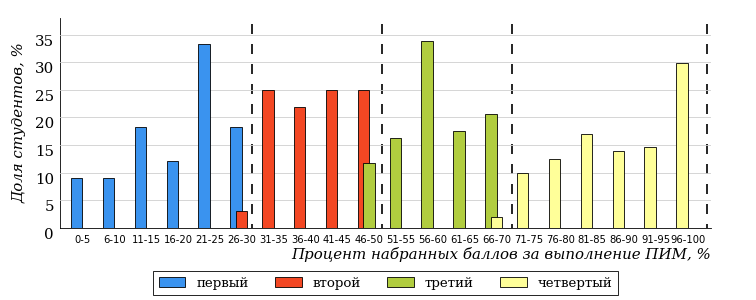 Доля студентов, %
35
30
25
20
15
10
5
0
0-5 6-10 11-15 16-20 21-25 26-30 31-35 36-40 41-45 46-50 51-55 56-60 61-65 66-70 71-75 76-80 81-85 86-90 91-95 96-100
Процент набранных баллов за выполнение ПИМ, %
первый второй третий четвертый